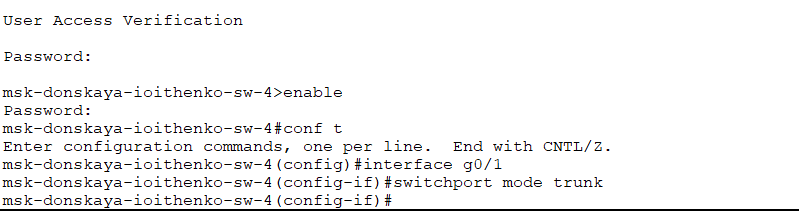 User Access Verification
Password:
msk-donskaya-ioithenko-sw-4>enable
Password:
msk-donskaya-ioithenko-sw-4#conf t
Enter configuration commands, one per line.  End with CNTL/Z.
msk-donskaya-ioithenko-sw-4(config)#interface g0/1
msk-donskaya-ioithenko-sw-4(config-if)#switchport mode trunk
msk-donskaya-ioithenko-sw-4(config-if)#